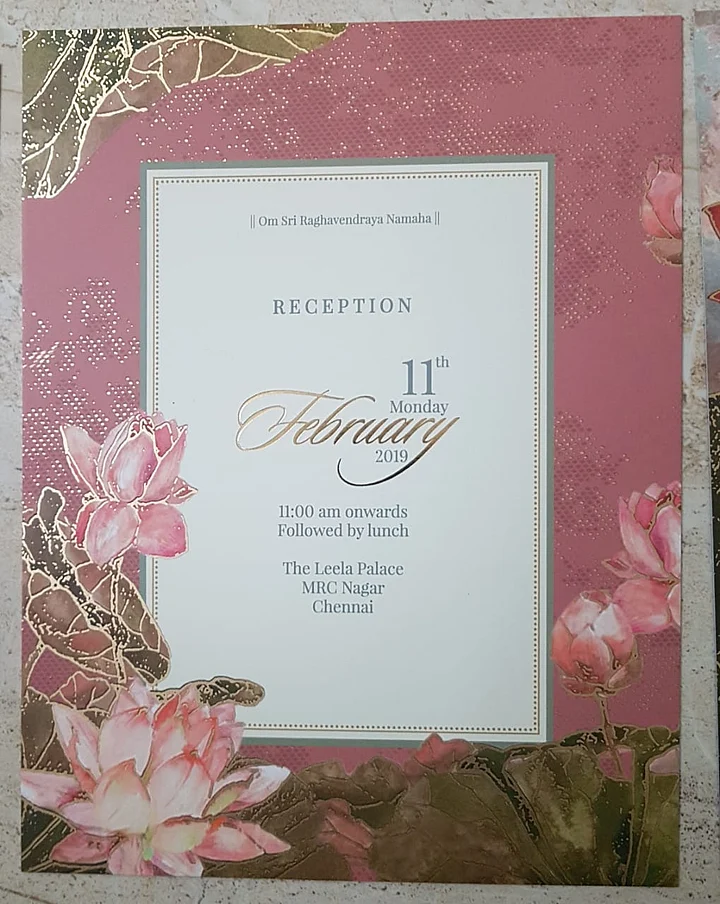 || Om Sri Raghavendraya Namaha ||
RECEPTION
11th
Monday
February
2019
11:00 am onwards
Followed by lunch
The Leela Palace
MRC Nagar
Chennai